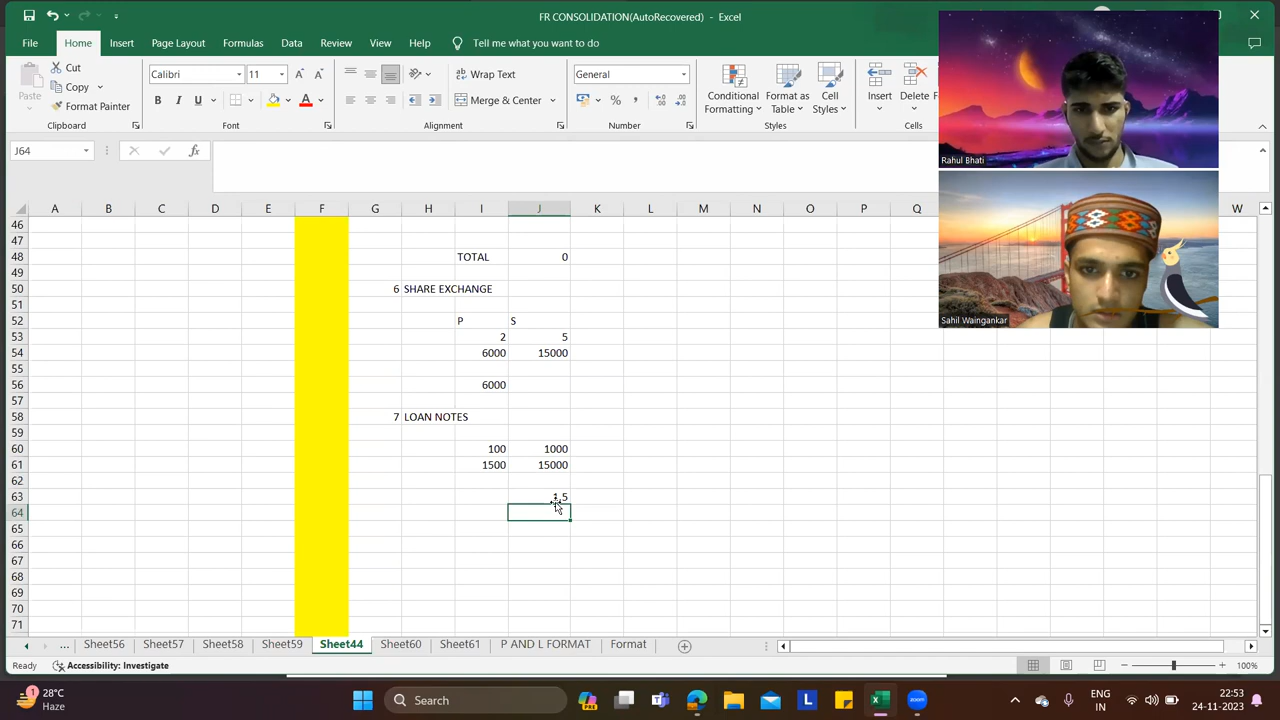 FR CONSOLIDATION(AutoRecovered) - Excel
File Home Insert Page Layout Formulas Data Review View Help Tell me what you want to do
Paste
Cut
Copy
Format Painter
Calibri 11
B I U
Wrap Text
Merge & Center
General
Conditional Formatting
Format as Table
Cell Styles
Insert Delete
Clipboard Font Alignment Number Styles Cells
J64 fx
A B C D E F G H I J K L M N O P Q W
46
47
48 TOTAL 0
49
50 6 SHARE EXCHANGE
51
52 P S
53 2 5
54 6000 15000
55
56 6000
57
58 7 LOAN NOTES
59
60 100 1000
61 1500 15000
62
63 1.5
64
65
66
67
68
69
70
71
Rahul Bhati
Sahil Waingankar
... Sheet56 Sheet57 Sheet58 Sheet59 Sheet44 Sheet60 Sheet61 P AND L FORMAT Format
Ready Accessibility: Investigate 100%
28°C
Haze
Search
PRE
L
zoom
ENG
IN
22:53
24-11-2023